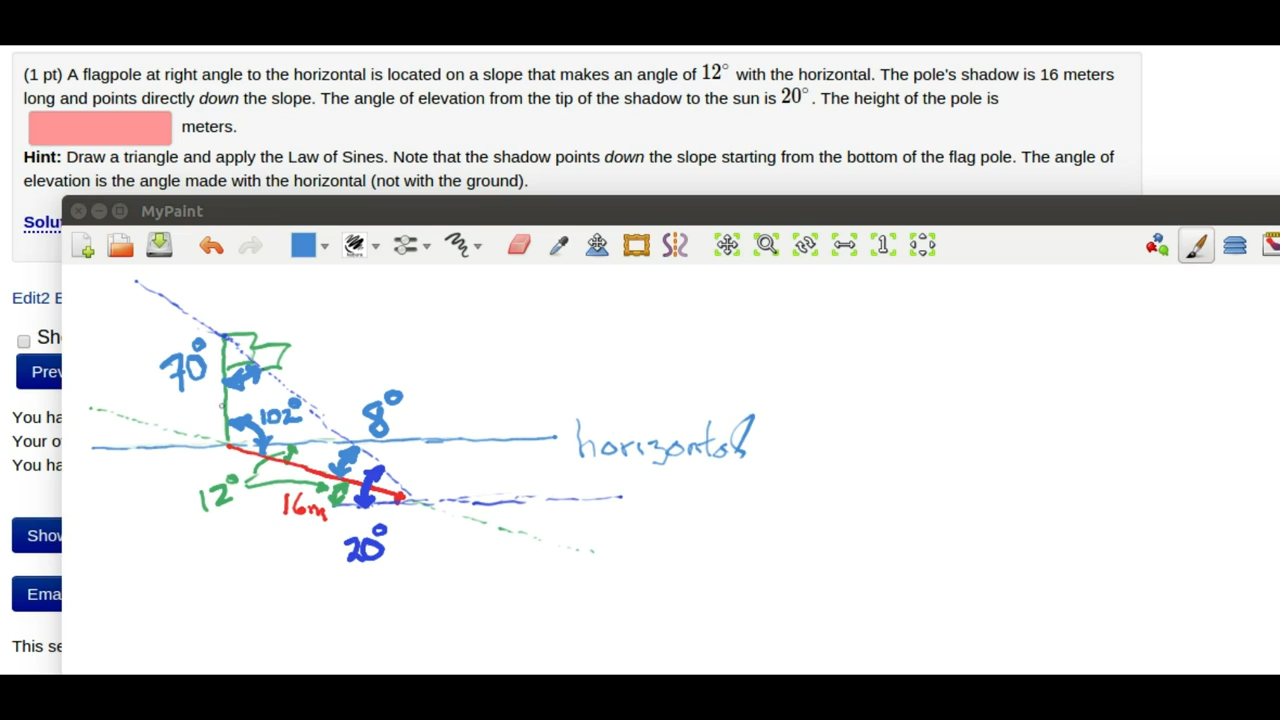 (1 pt) A flagpole at right angle to the horizontal is located on a slope that makes an angle of 12° with the horizontal. The pole's shadow is 16 meters
long and points directly down the slope. The angle of elevation from the tip of the shadow to the sun is 20°. The height of the pole is
meters.
Hint: Draw a triangle and apply the Law of Sines. Note that the shadow points down the slope starting from the bottom of the flag pole. The angle of
elevation is the angle made with the horizontal (not with the ground).
Solu
MyPaint
1
Edit2 E
Sh
Prev
You ha
Your o
You ha
Show
Ema
This se
70°
102°
8°
horizontal
12°
16m
20°